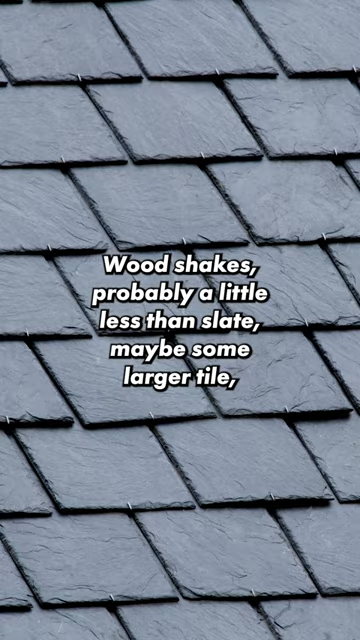 Wood shakes,
probably a little
less than slate,
maybe some
larger tile,